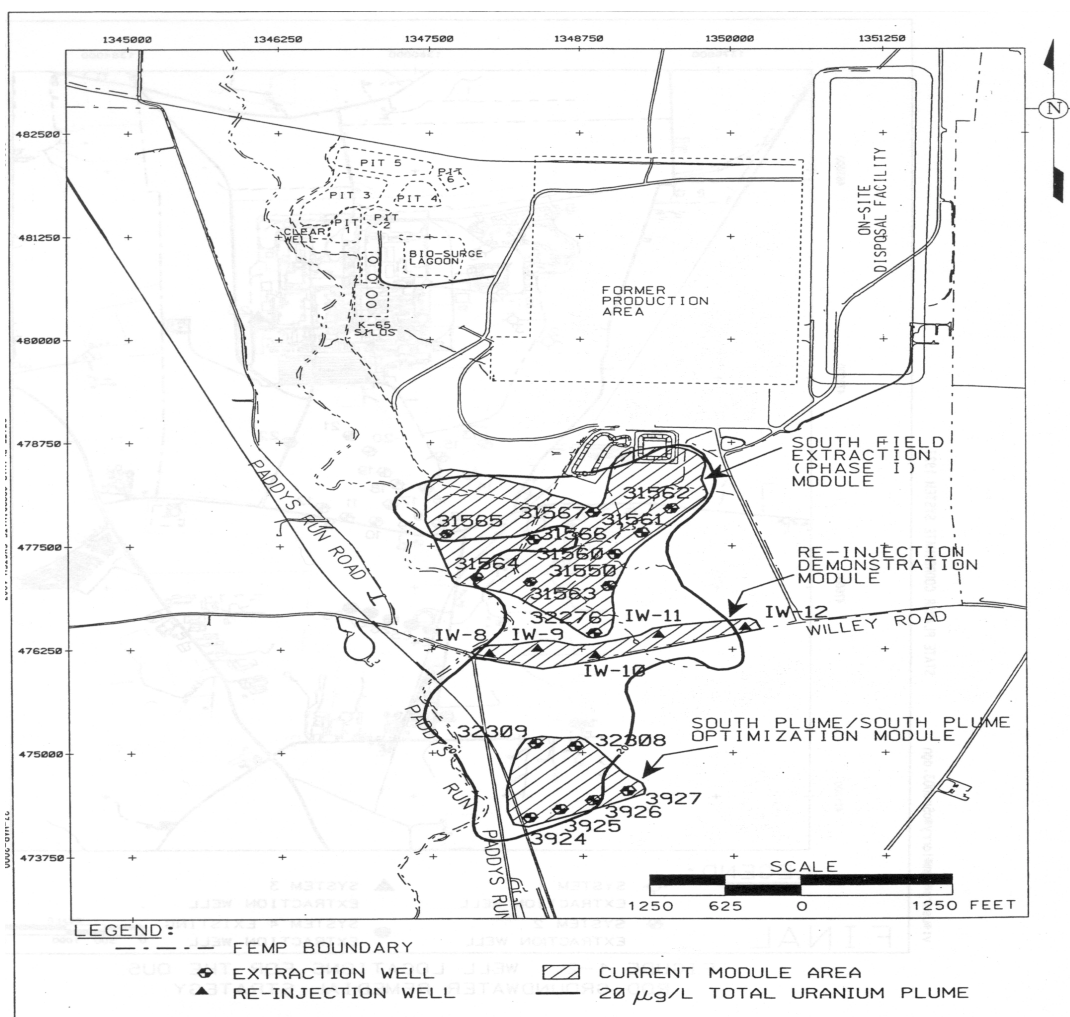 1345000 1346250 1347500 1348750 1350000 1351250
N
482500
481250
480000
478750
477500
476250
475000
473750
PIT 5
PIT 6
PIT 3
PIT 4
PIT 1
PIT 2
CLEAR WELL
BIO-SURGE
LAGOON
K-65
SILOS
FORMER
PRODUCTION
AREA
ON-SITE
DISPOSAL FACILITY
SOUTH FIELD
EXTRACTION
(PHASE I)
MODULE
31562
31567
31561
31565
31566
31560
31564
31550
31563
32276
RE-INJECTION
DEMONSTRATION
MODULE
IW-8
IW-9
IW-10
IW-11
IW-12
WILLEY ROAD
PADDYS RUN ROAD
PADDYS RUN
20
20
32309
32308
SOUTH PLUME/SOUTH PLUME
OPTIMIZATION MODULE
3927
3926
3925
3924
PADDYS RUN
SCALE
1250 625 0 1250 FEET
LEGEND:
FEMP BOUNDARY
EXTRACTION WELL
RE-INJECTION WELL
CURRENT MODULE AREA
20 µg/L TOTAL URANIUM PLUME